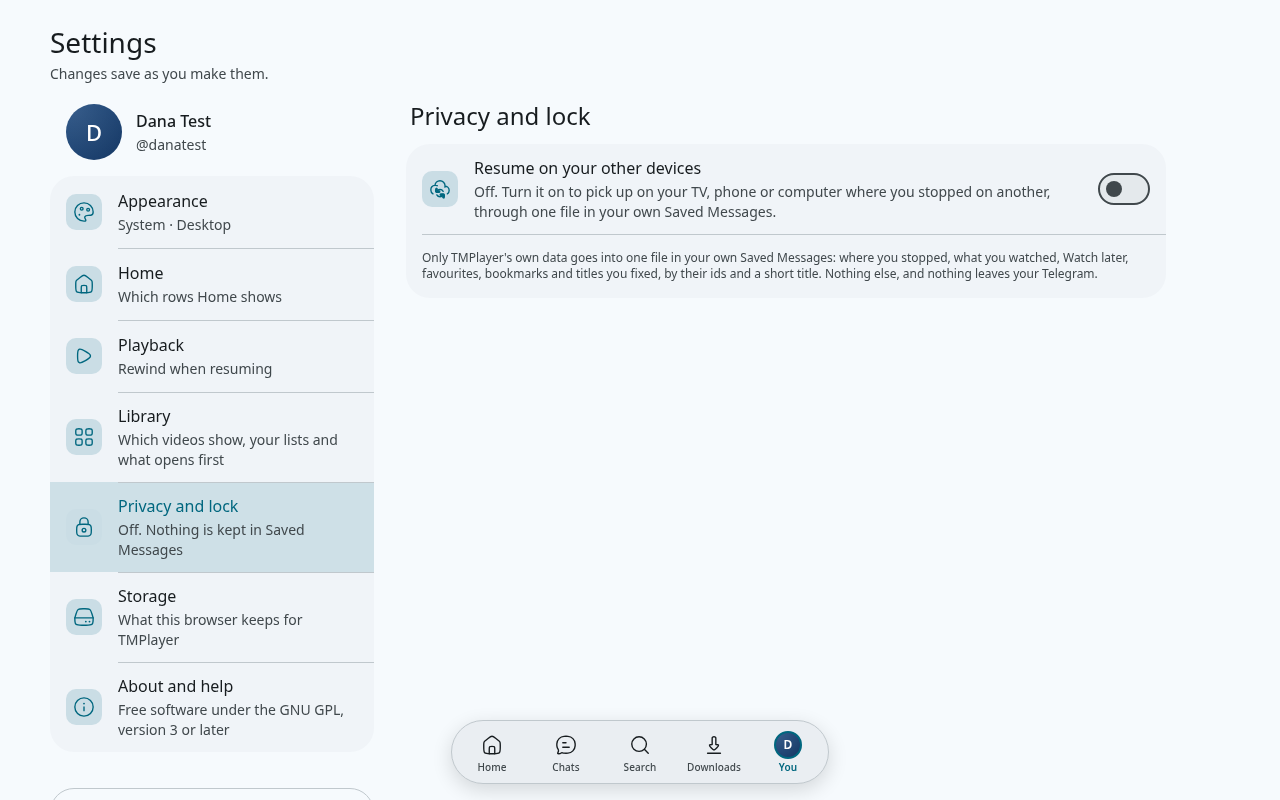 Settings
Changes save as you make them.
D
Dana Test
@danatest
Appearance
System · Desktop
Home
Which rows Home shows
Playback
Rewind when resuming
Library
Which videos show, your lists and
what opens first
Privacy and lock
Off. Nothing is kept in Saved
Messages
Storage
What this browser keeps for
TMPlayer
About and help
Free software under the GNU GPL,
version 3 or later
Privacy and lock
Resume on your other devices
Off. Turn it on to pick up on your TV, phone or computer where you stopped on another,
through one file in your own Saved Messages.
Only TMPlayer's own data goes into one file in your own Saved Messages: where you stopped, what you watched, Watch later,
favourites, bookmarks and titles you fixed, by their ids and a short title. Nothing else, and nothing leaves your Telegram.
Home
Chats
Search
Downloads
D
You